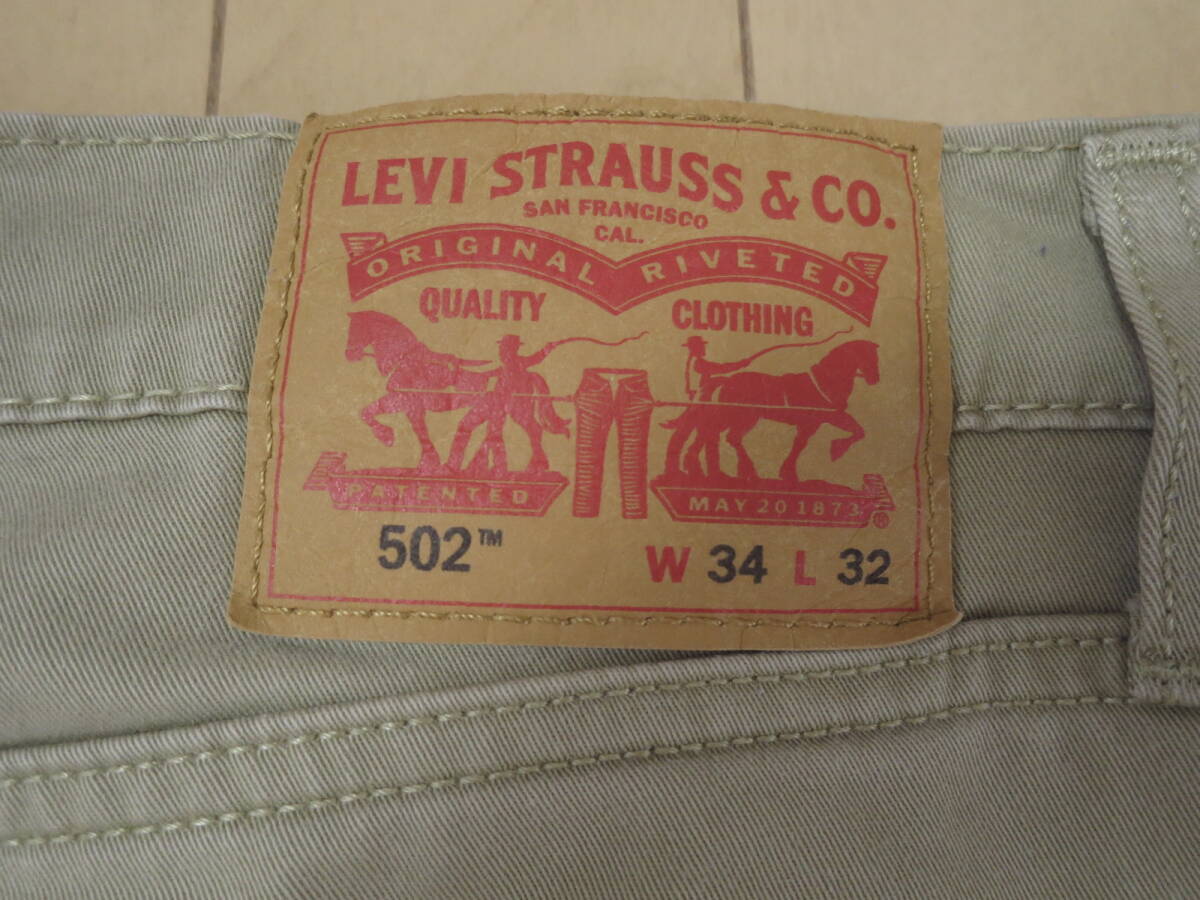 LEVI STRAUSS & CO.
SAN FRANCISCO
CAL.
ORIGINAL RIVETED
QUALITY CLOTHING
PATENTED MAY 20 1873 ®
502™ W 34 L 32